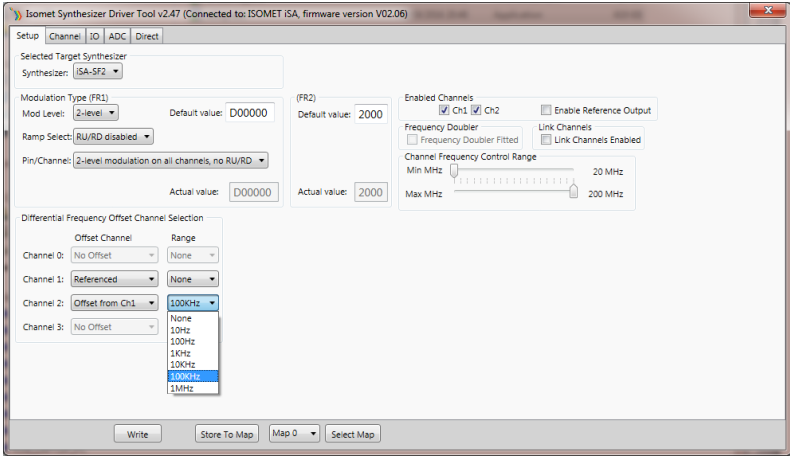 Isomet Synthesizer Driver Tool v2.47 (Connected to: ISOMET iSA, firmware version V02.06)
Setup Channel IO ADC Direct
Selected Target Synthesizer
Synthesizer: iSA-SF2
Modulation Type (FR1)
Mod Level: 2-level Default value: D00000
Ramp Select: RU/RD disabled
Pin/Channel: 2-level modulation on all channels, no RU/RD
Actual value: D00000
(FR2)
Default value: 2000
Actual value: 2000
Enabled Channels
Ch1 Ch2 Enable Reference Output
Frequency Doubler
Frequency Doubler Fitted
Link Channels
Link Channels Enabled
Channel Frequency Control Range
Min MHz 20 MHz
Max MHz 200 MHz
Differential Frequency Offset Channel Selection
Offset Channel Range
Channel 0: No Offset None
Channel 1: Referenced None
Channel 2: Offset from Ch1 100KHz
Channel 3: No Offset
None
10Hz
100Hz
1KHz
10KHz
100KHz
1MHz
Write Store To Map Map 0 Select Map